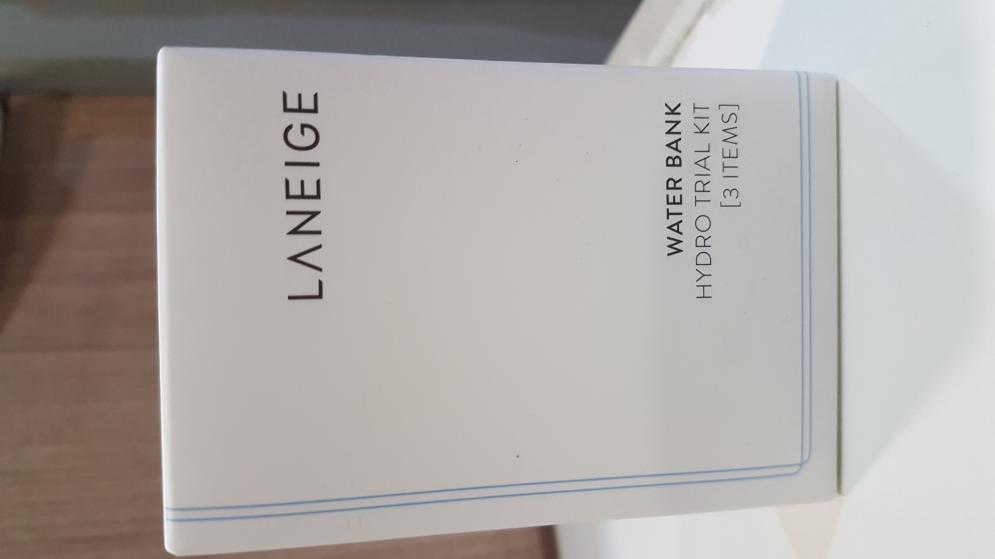 LANEIGE
WATER BANK
HYDRO TRIAL KIT
[3 ITEMS]